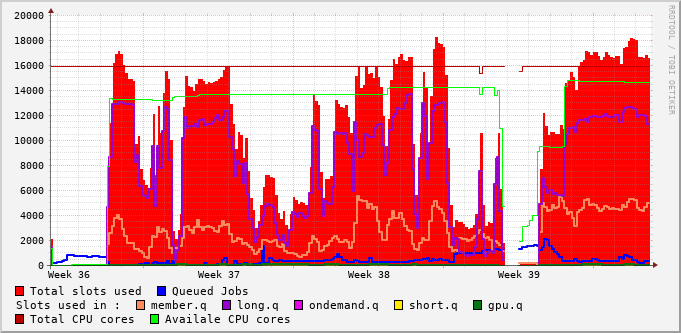 20000
18000
16000
14000
12000
10000
8000
6000
4000
2000
0
Week 36 Week 37 Week 38 Week 39
RRDTOOL / TOBI OETIKER
Total slots used Queued Jobs
Slots used in : member.q long.q ondemand.q short.q gpu.q
Total CPU cores Availale CPU cores